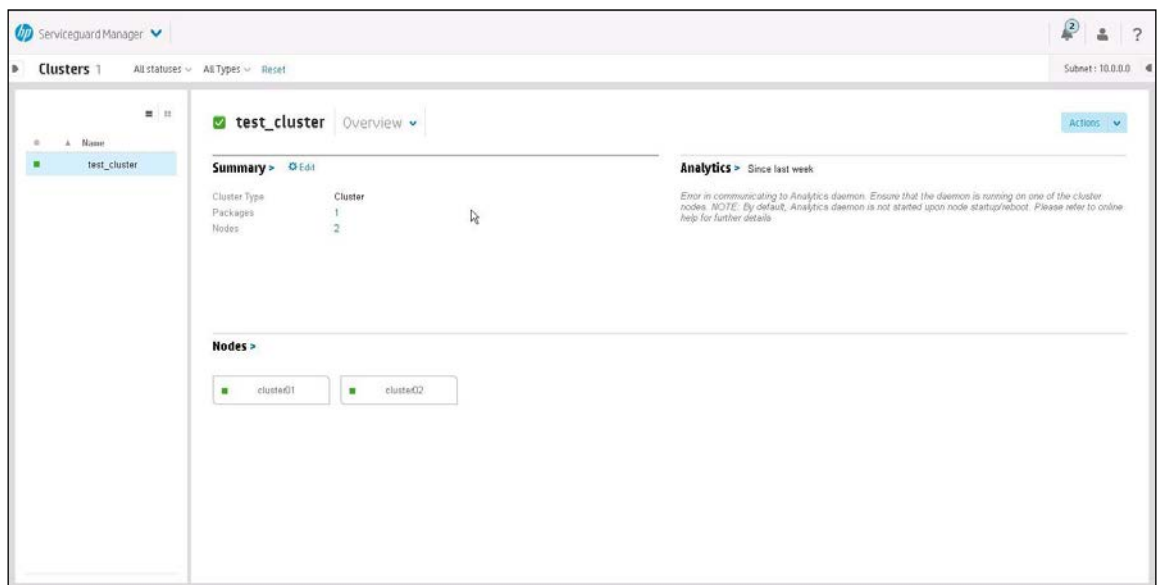 hp Serviceguard Manager 2 ?
Clusters 1 All statuses All Types Reset Subnet : 10.0.0.0
Name
test_cluster
test_cluster Overview Actions
Summary > Edit
Cluster Type Cluster
Packages 1
Nodes 2
Analytics > Since last week
Error in communicating to Analytics daemon. Ensure that the daemon is running on one of the cluster
nodes. NOTE: By default, Analytics daemon is not started upon node startup/reboot. Please refer to online
help for further details
Nodes >
cluster01 cluster02